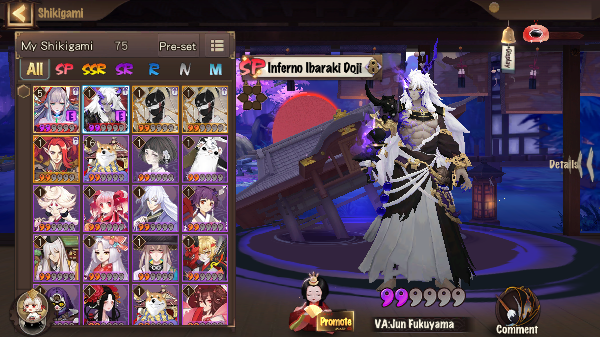 Shikigami
My Shikigami 75 Pre-set
All SP SSR SR R N M
SP Inferno Ibaraki Doji
Details
Promote
VA:Jun Fukuyama
Comment